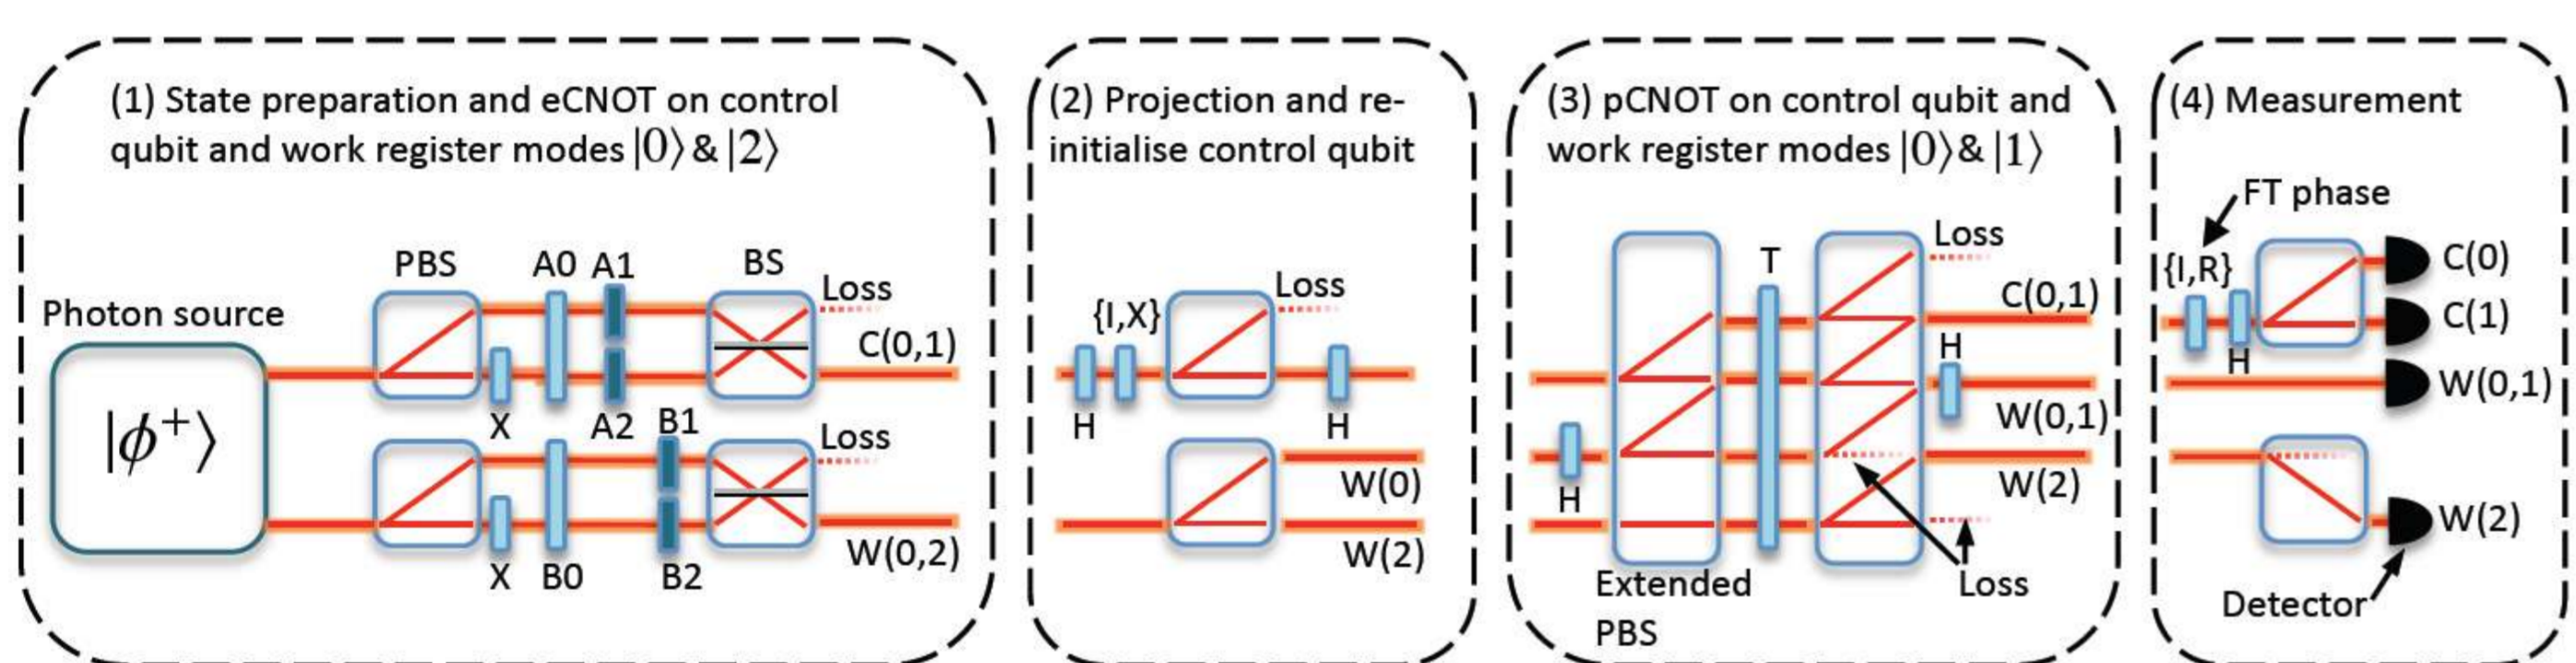 (1) State preparation and eCNOT on control
qubit and work register modes |0⟩ & |2⟩
Photon source
|ϕ⁺⟩
PBS
A0 A1
BS
Loss
C(0,1)
X
A2
B1
Loss
X
B0
B2
W(0,2)
(2) Projection and re-
initialise control qubit
{I,X}
Loss
H
H
W(0)
W(2)
(3) pCNOT on control qubit and
work register modes |0⟩ & |1⟩
T
Loss
C(0,1)
H
W(0,1)
H
W(2)
Extended
PBS
Loss
(4) Measurement
FT phase
{I,R}
C(0)
C(1)
H
W(0,1)
W(2)
Detector